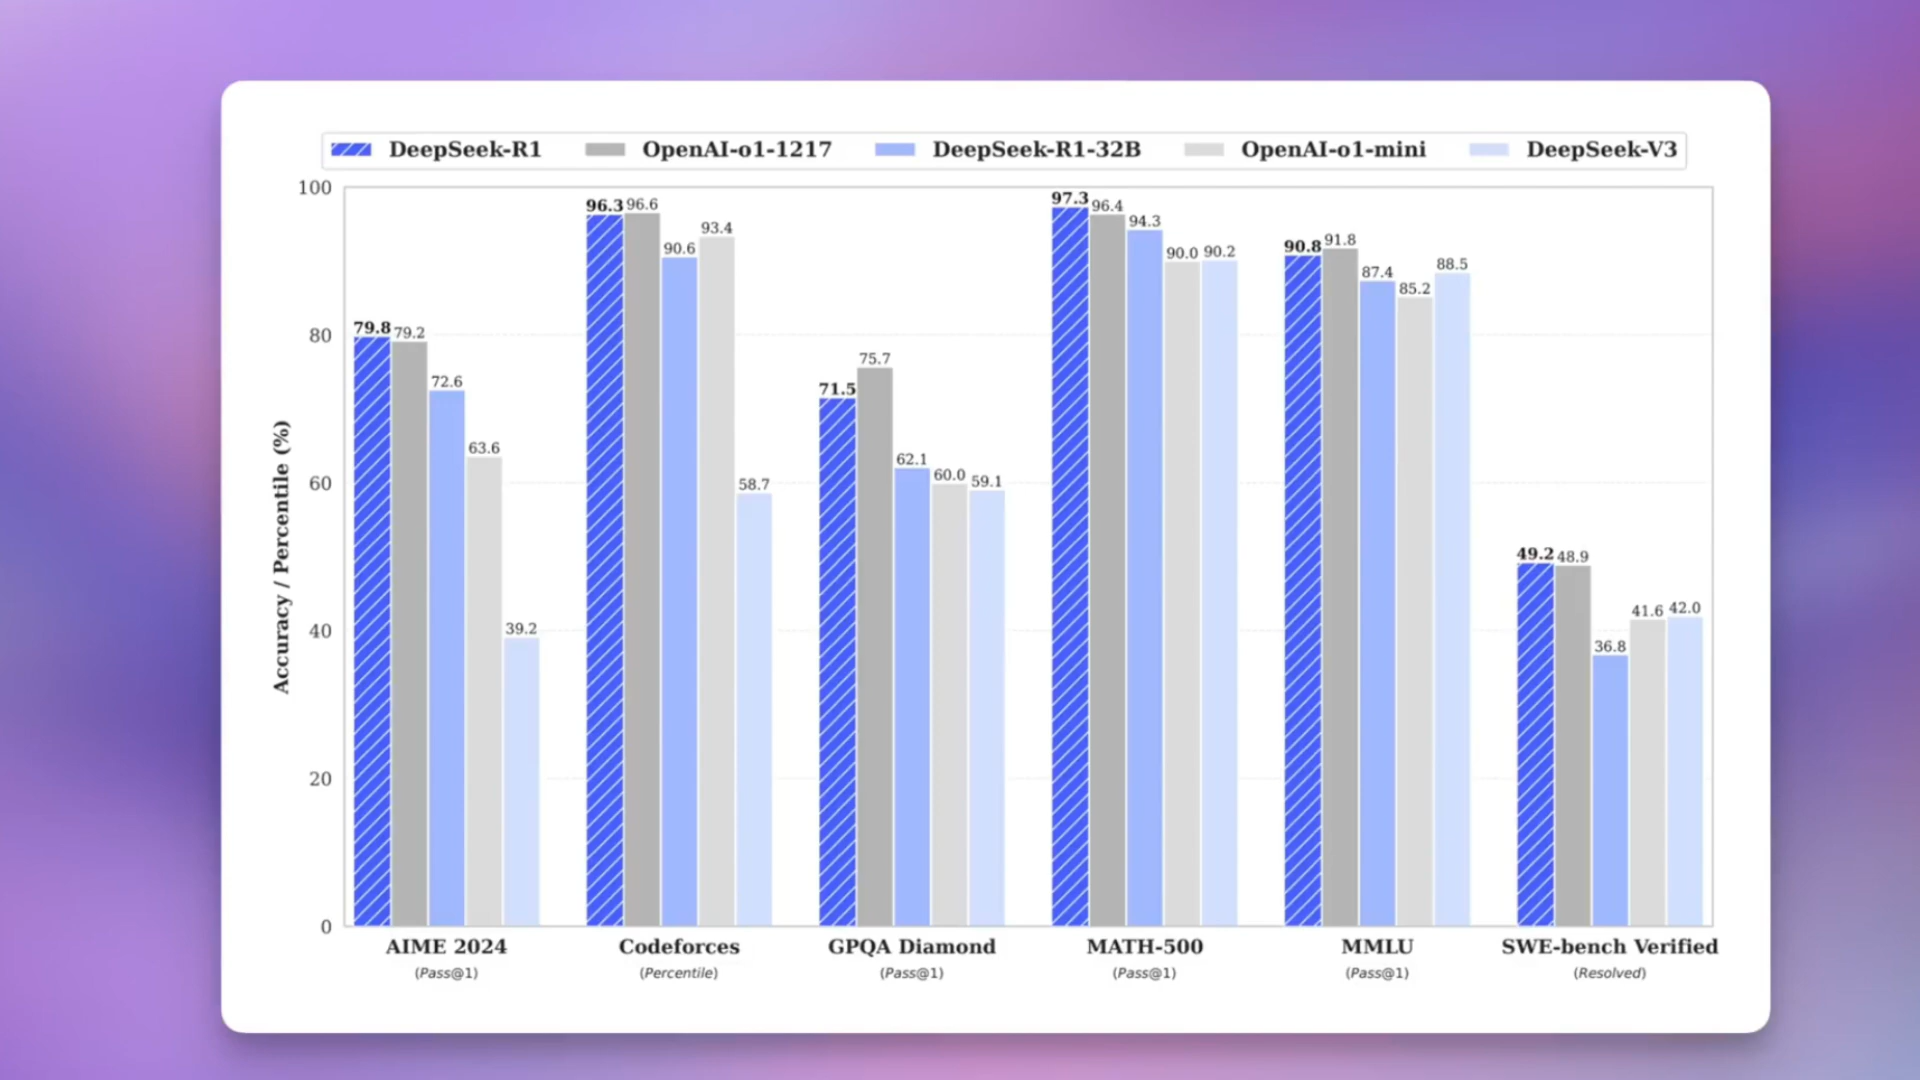 DeepSeek-R1 OpenAI-o1-1217 DeepSeek-R1-32B OpenAI-o1-mini DeepSeek-V3
Accuracy / Percentile (%)
100
80
60
40
20
0
79.8 79.2 72.6 63.6 39.2
96.3 96.6 90.6 93.4 58.7
71.5 75.7 62.1 60.0 59.1
97.3 96.4 94.3 90.0 90.2
90.8 91.8 87.4 85.2 88.5
49.2 48.9 36.8 41.6 42.0
AIME 2024 Codeforces GPQA Diamond MATH-500 MMLU SWE-bench Verified
(Pass@1) (Percentile) (Pass@1) (Pass@1) (Pass@1) (Resolved)